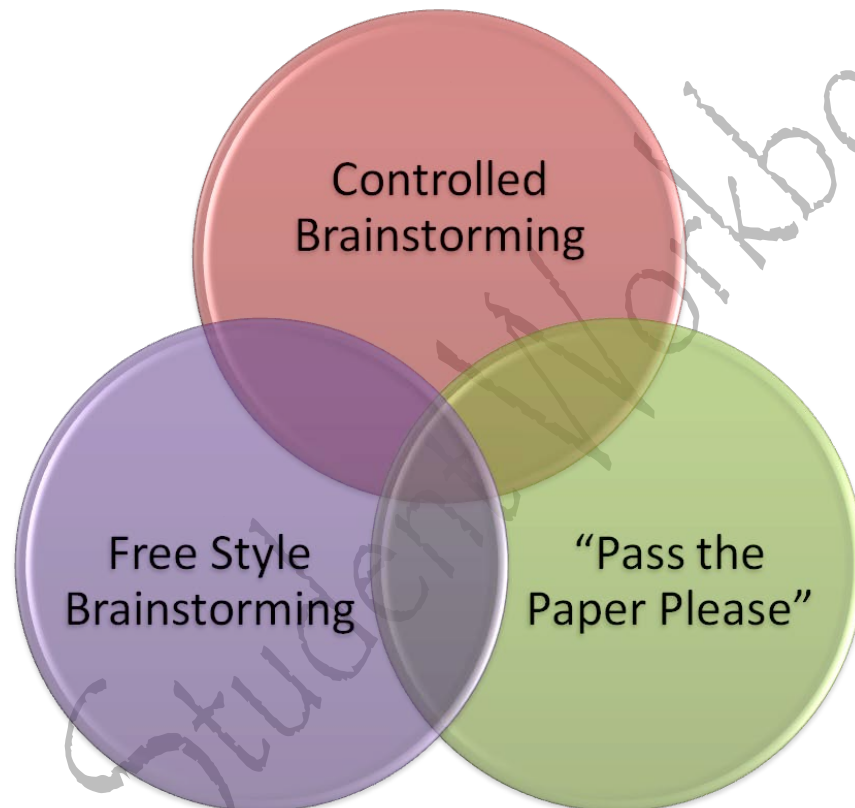 Controlled
Brainstorming
Free Style
Brainstorming
“Pass the
Paper Please”
Student Workbo